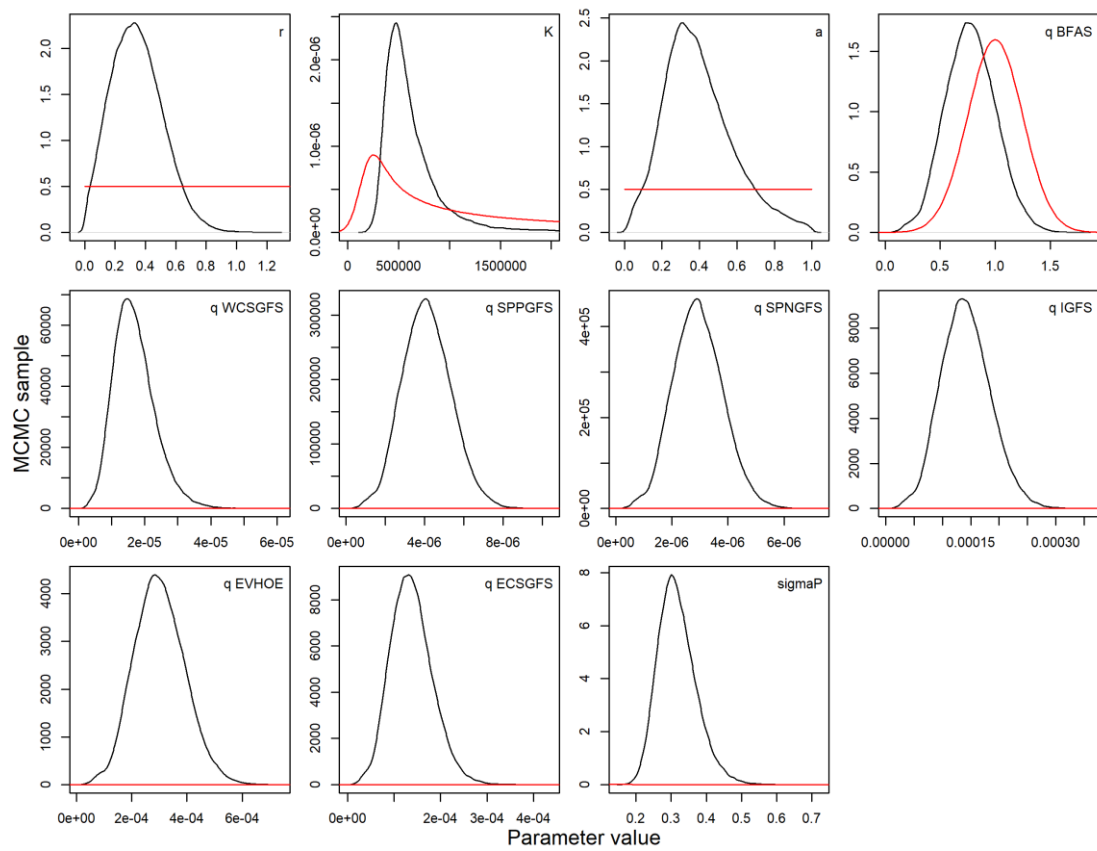 r
2.0
1.5
1.0
0.5
0.0
0.0 0.2 0.4 0.6 0.8 1.0 1.2
K
2.0e-06
1.0e-06
0.0e+00
0 500000 1500000
a
2.5
2.0
1.5
1.0
0.5
0.0
0.0 0.2 0.4 0.6 0.8 1.0
q BFAS
1.5
1.0
0.5
0.0
0.0 0.5 1.0 1.5
MCMC sample
q WCSGFS
60000
40000
20000
0
0e+00 2e-05 4e-05 6e-05
q SPPGFS
300000
200000
100000
0
0e+00 4e-06 8e-06
q SPNGFS
4e+05
2e+05
0e+00
0e+00 2e-06 4e-06 6e-06
q IGFS
8000
6000
4000
2000
0
0.00000 0.00015 0.00030
q EVHOE
4000
3000
2000
1000
0
0e+00 2e-04 4e-04 6e-04
q ECSGFS
8000
6000
4000
2000
0
0e+00 2e-04 4e-04
sigmaP
8
6
4
2
0
0.2 0.3 0.4 0.5 0.6 0.7
Parameter value